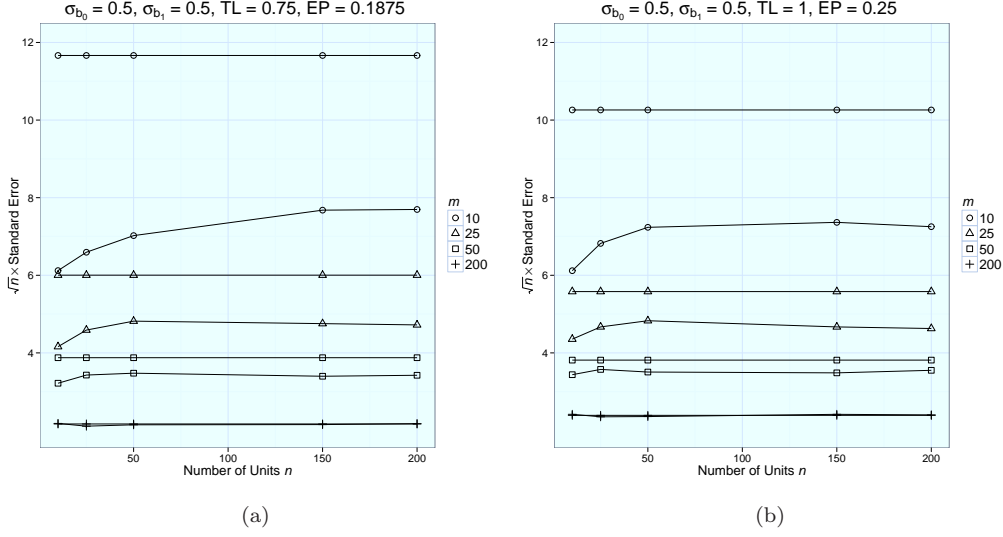 σb₀ = 0.5, σb₁ = 0.5, TL = 0.75, EP = 0.1875
12
10
8
6
4
√n × Standard Error
50
100
150
200
Number of Units n
m
10
25
50
200
(a)
σb₀ = 0.5, σb₁ = 0.5, TL = 1, EP = 0.25
12
10
8
6
4
√n × Standard Error
50
100
150
200
Number of Units n
m
10
25
50
200
(b)